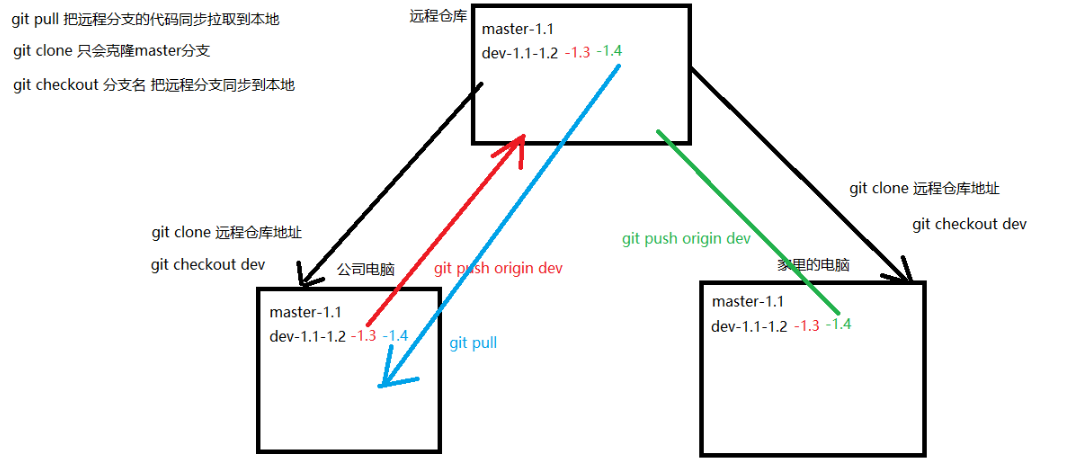 git pull 把远程分支的代码同步拉取到本地
git clone 只会克隆master分支
git checkout 分支名 把远程分支同步到本地
远程仓库
master-1.1
dev-1.1-1.2 -1.3 -1.4
git clone 远程仓库地址
git checkout dev
公司电脑
git push origin dev
master-1.1
dev-1.1-1.2 -1.3 -1.4
git pull
git push origin dev
git clone 远程仓库地址
git checkout dev
家里的电脑
master-1.1
dev-1.1-1.2 -1.3 -1.4